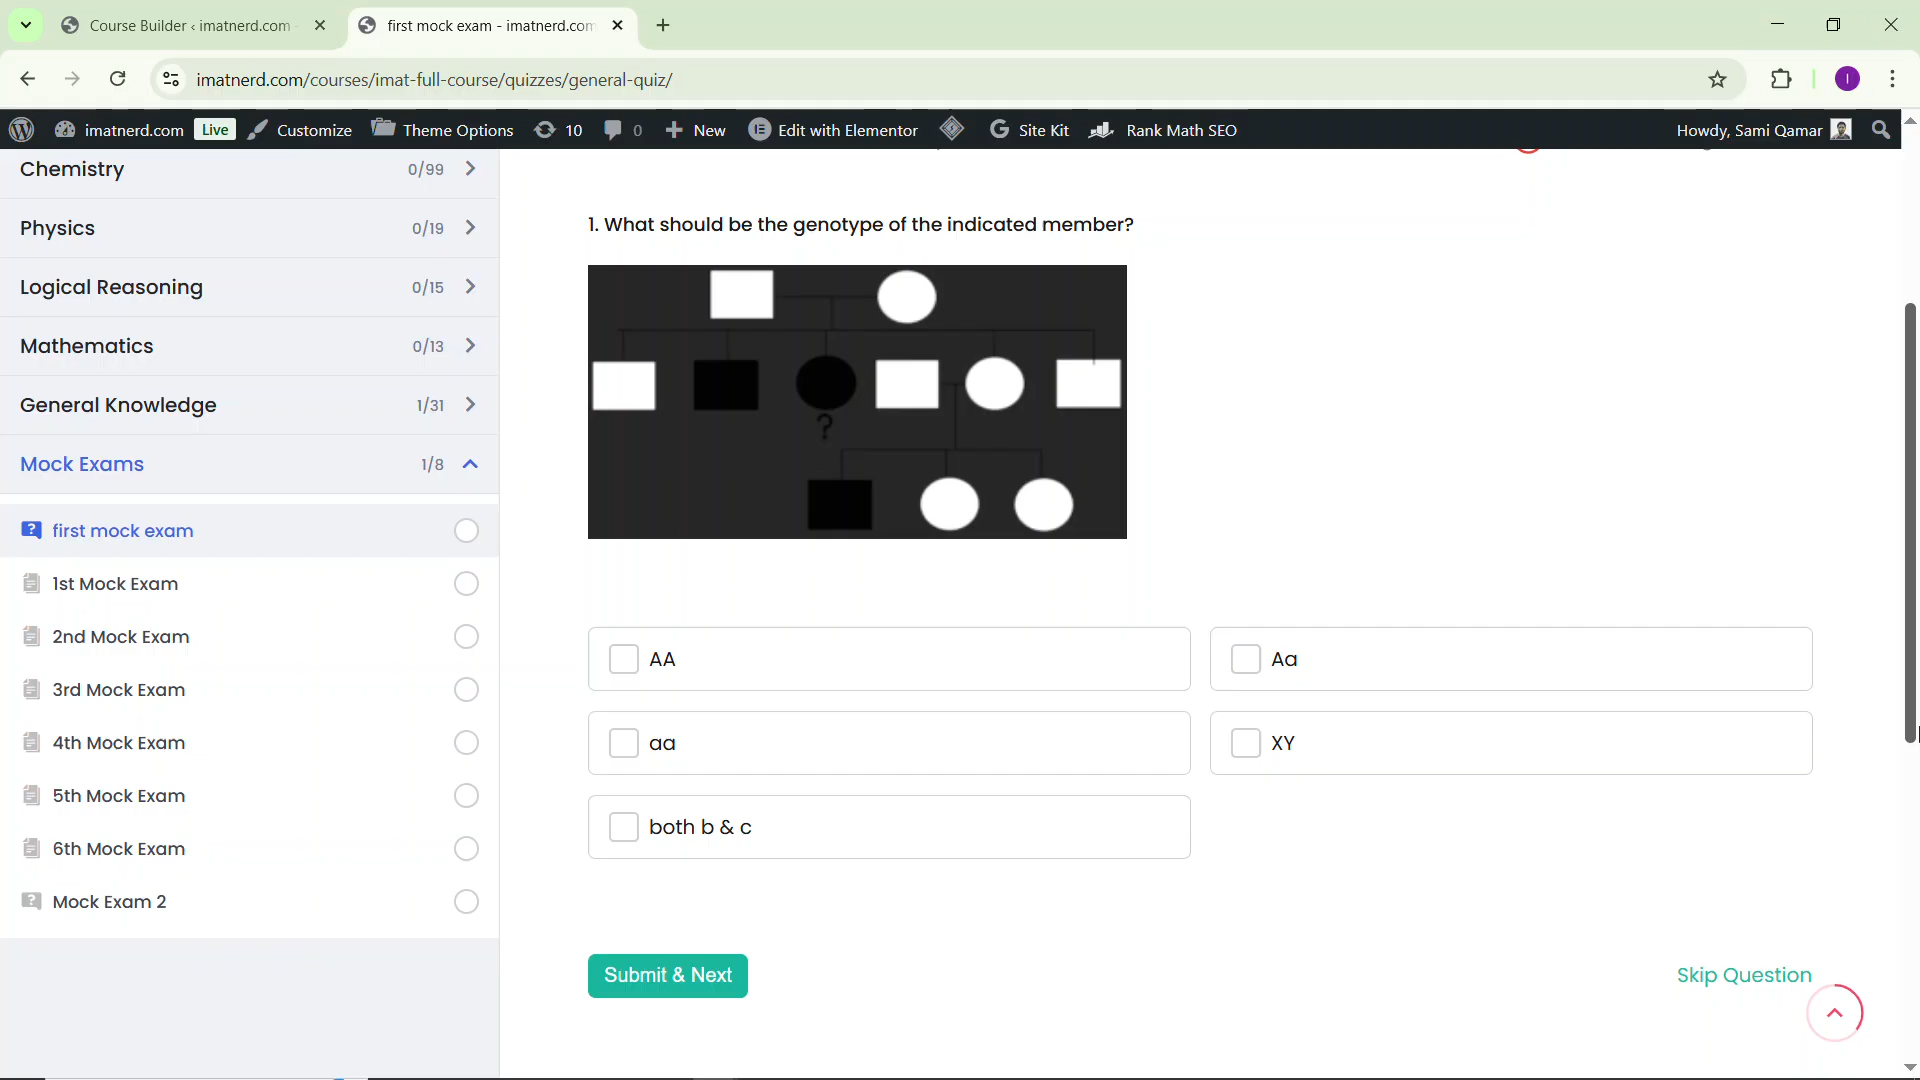 Course Builder ‹ imatnerd.com -
first mock exam - imatnerd.com
imatnerd.com/courses/imat-full-course/quizzes/general-quiz/
I
imatnerd.com Live Customize Theme Options 10 0 New Edit with Elementor Site Kit Rank Math SEO Howdy, Sami Qamar
Chemistry 0/99
Physics 0/19
Logical Reasoning 0/15
Mathematics 0/13
General Knowledge 1/31
Mock Exams 1/8
first mock exam
1st Mock Exam
2nd Mock Exam
3rd Mock Exam
4th Mock Exam
5th Mock Exam
6th Mock Exam
Mock Exam 2
1. What should be the genotype of the indicated member?
?
AA
Aa
aa
XY
both b & c
Submit & Next
Skip Question